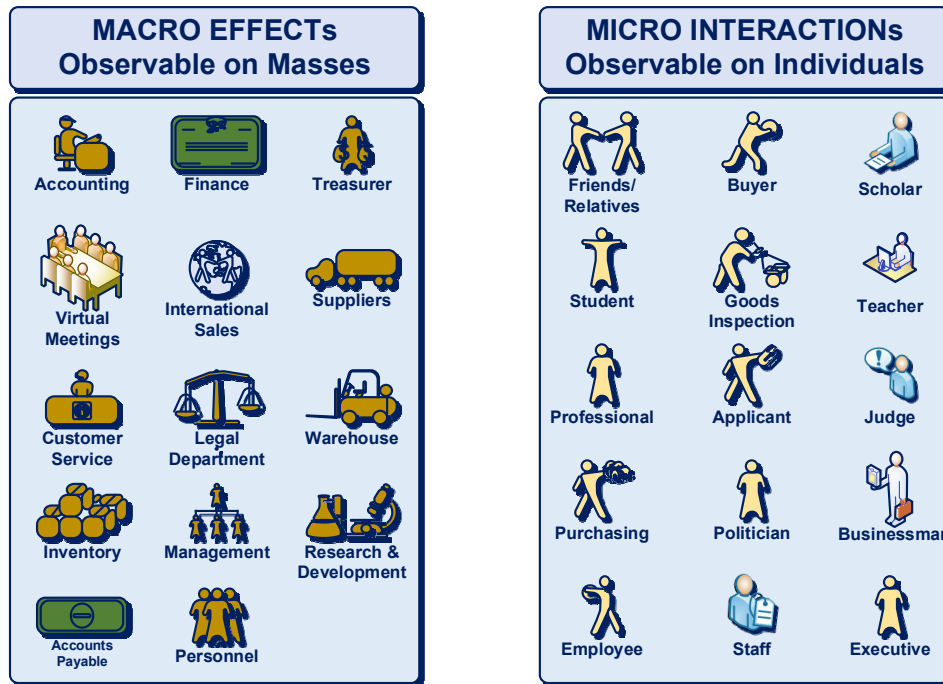 MACRO EFFECTs
Observable on Masses
Accounting
Finance
Treasurer
Virtual
Meetings
International
Sales
Suppliers
Customer
Service
Legal
Department
Warehouse
Inventory
Management
Research &
Development
Accounts
Payable
Personnel
MICRO INTERACTIONs
Observable on Individuals
Friends/
Relatives
Buyer
Scholar
Student
Goods
Inspection
Teacher
Professional
Applicant
Judge
Purchasing
Politician
Businessman
Employee
Staff
Executive